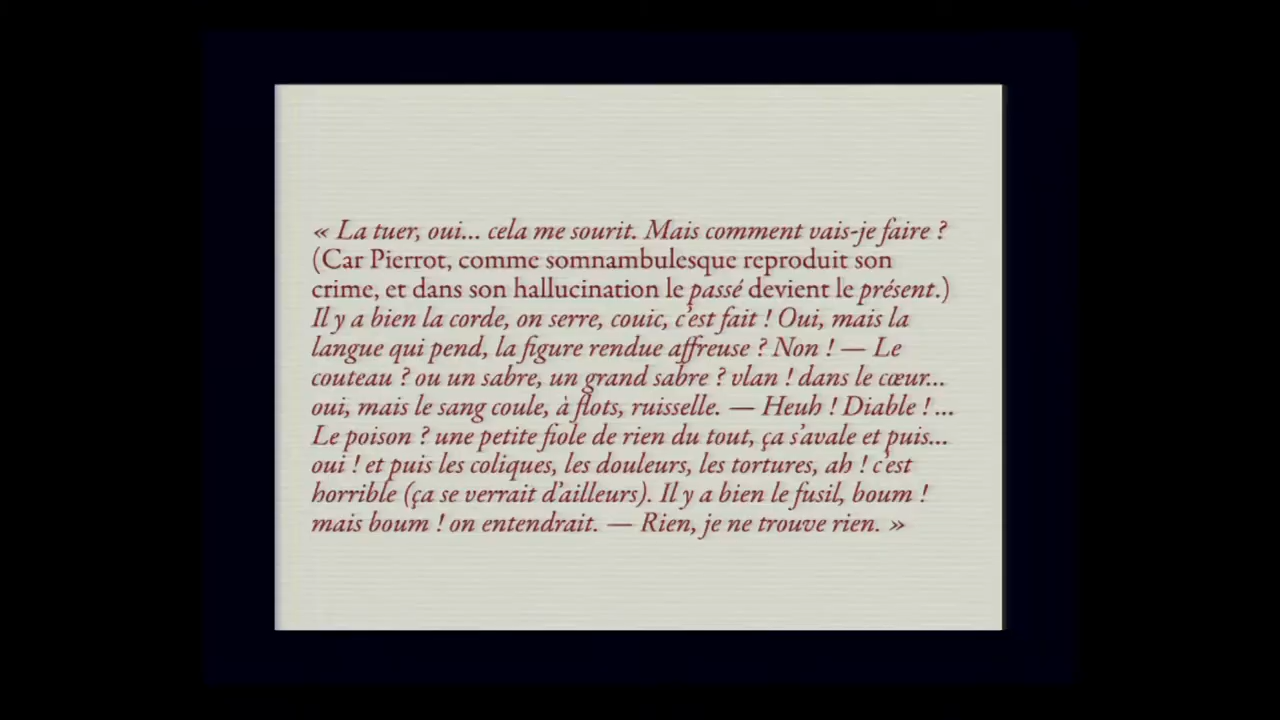 « La tuer, oui... cela me sourit. Mais comment vais-je faire ?
(Car Pierrot, comme somnambulesque reproduit son
crime, et dans son hallucination le passé devient le présent.)
Il y a bien la corde, on serre, couic, c'est fait ! Oui, mais la
langue qui pend, la figure rendue affreuse ? Non ! — Le
couteau ? ou un sabre, un grand sabre ? vlan ! dans le cœur...
oui, mais le sang coule, à flots, ruisselle. — Heuh ! Diable ! ...
Le poison ? une petite fiole de rien du tout, ça s'avale et puis...
oui ! et puis les coliques, les douleurs, les tortures, ah ! c'est
horrible (ça se verrait d'ailleurs). Il y a bien le fusil, boum !
mais boum ! on entendrait. — Rien, je ne trouve rien. »